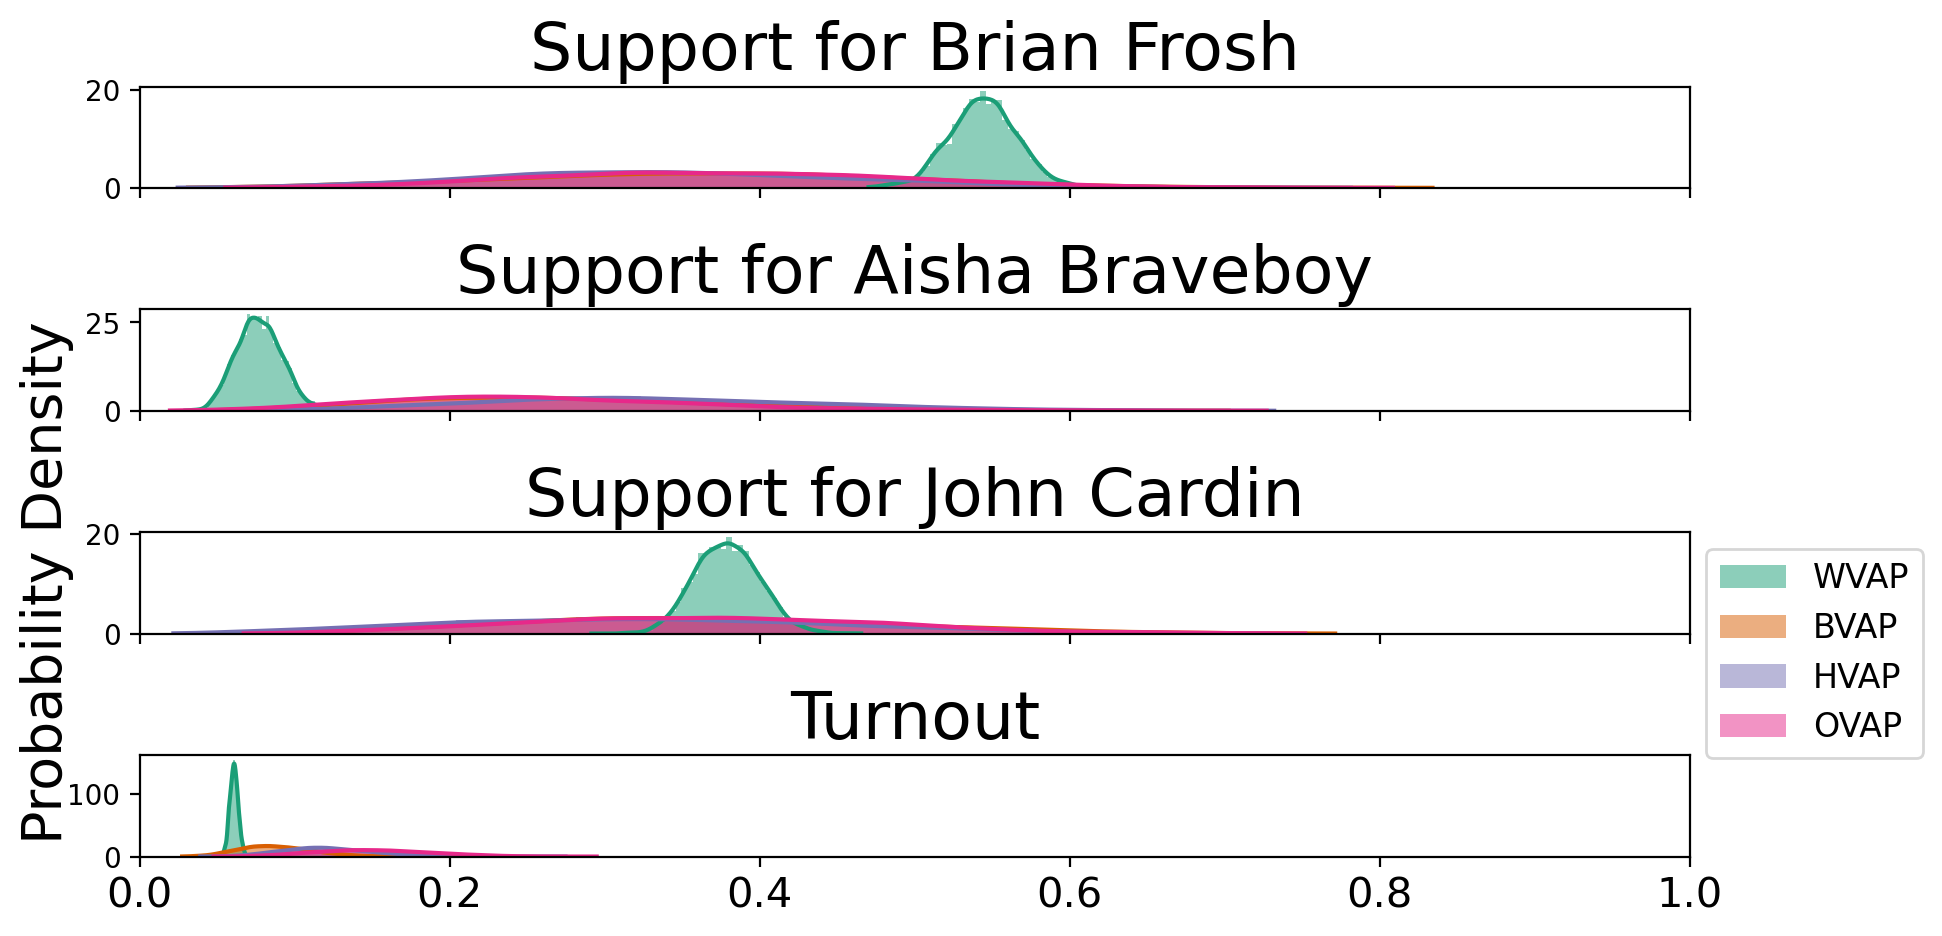 Support for Brian Frosh
20
0
Support for Aisha Braveboy
25
0
Support for John Cardin
20
0
Turnout
100
0
0.0 0.2 0.4 0.6 0.8 1.0
Probability Density
WVAP
BVAP
HVAP
OVAP